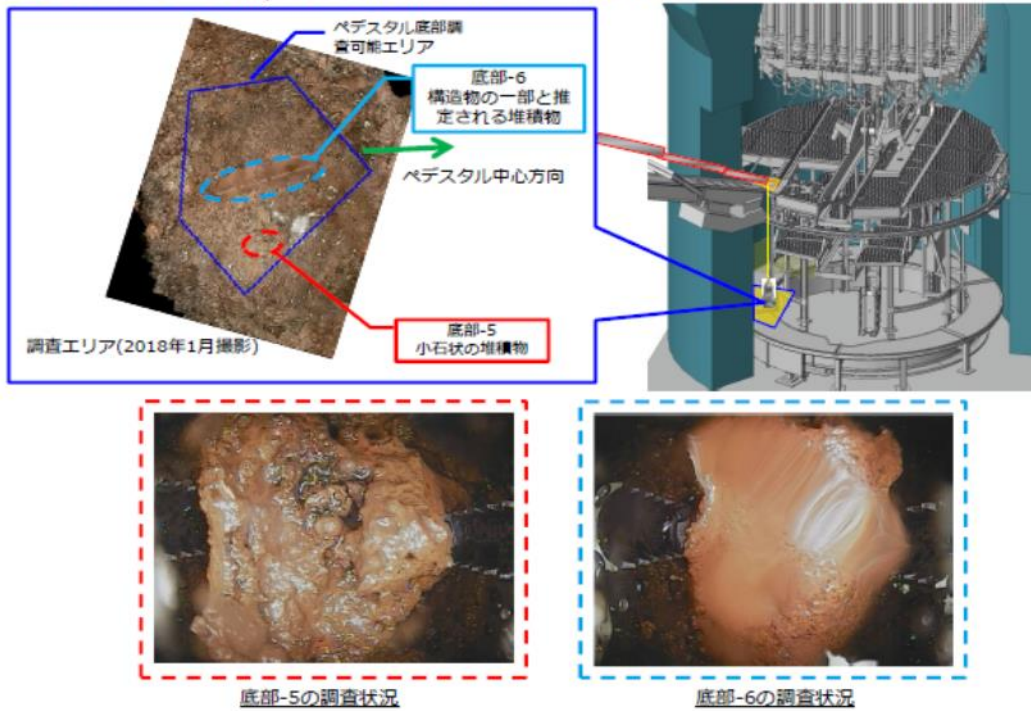 ペデスタル底部調
査可能エリア
底部-6
構造物の一部と推
定される堆積物
ペデスタル中心方向
底部-5
小石状の堆積物
調査エリア(2018年1月撮影)
底部-5の調査状況
底部-6の調査状況